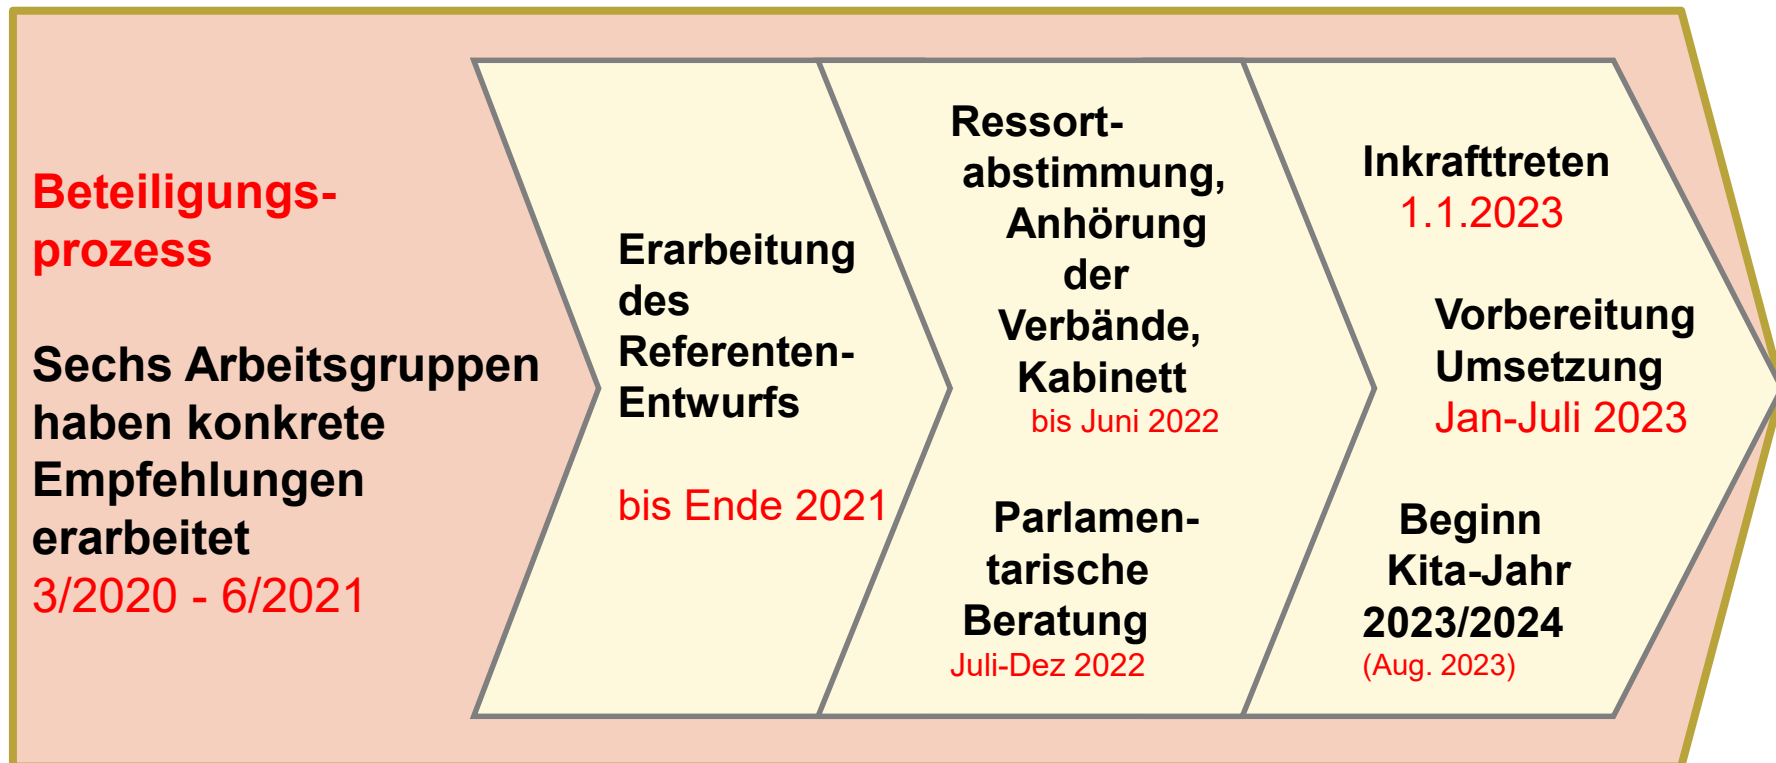 Beteiligungs-
prozess
Sechs Arbeitsgruppen
haben konkrete
Empfehlungen
erarbeitet
3/2020 - 6/2021
Erarbeitung
des
Referenten-
Entwurfs
bis Ende 2021
Ressort-
abstimmung,
Anhörung
der
Verbände,
Kabinett
bis Juni 2022
Parlamen-
tarische
Beratung
Juli-Dez 2022
Inkrafttreten
1.1.2023
Vorbereitung
Umsetzung
Jan-Juli 2023
Beginn
Kita-Jahr
2023/2024
(Aug. 2023)